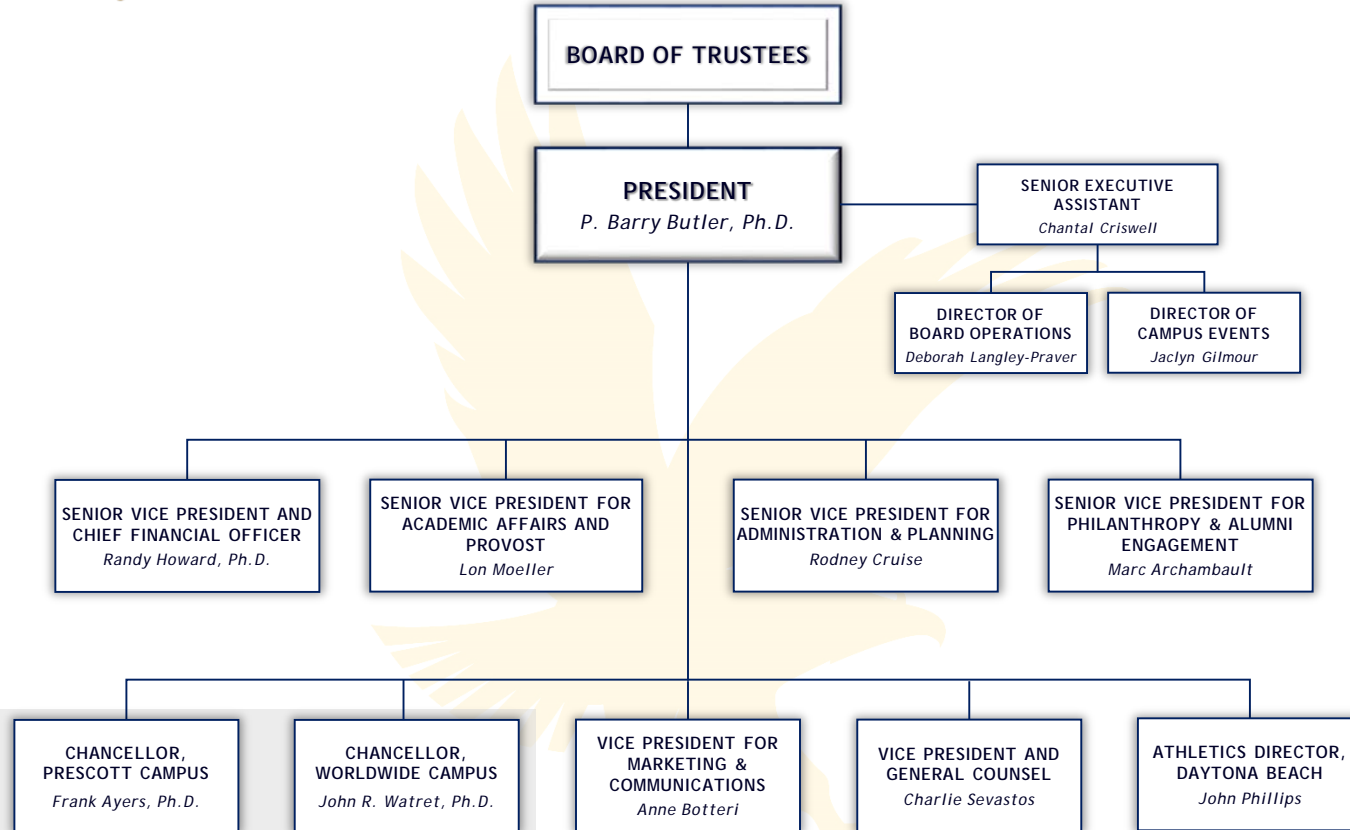 BOARD OF TRUSTEES
PRESIDENT
P. Barry Butler, Ph.D.
SENIOR EXECUTIVE
ASSISTANT
Chantal Criswell
DIRECTOR OF
BOARD OPERATIONS
Deborah Langley-Praver
DIRECTOR OF
CAMPUS EVENTS
Jaclyn Gilmour
SENIOR VICE PRESIDENT AND
CHIEF FINANCIAL OFFICER
Randy Howard, Ph.D.
SENIOR VICE PRESIDENT FOR
ACADEMIC AFFAIRS AND
PROVOST
Lon Moeller
SENIOR VICE PRESIDENT FOR
ADMINISTRATION & PLANNING
Rodney Cruise
SENIOR VICE PRESIDENT FOR
PHILANTHROPY & ALUMNI
ENGAGEMENT
Marc Archambault
CHANCELLOR,
PRESCOTT CAMPUS
Frank Ayers, Ph.D.
CHANCELLOR,
WORLDWIDE CAMPUS
John R. Watret, Ph.D.
VICE PRESIDENT FOR
MARKETING &
COMMUNICATIONS
Anne Botteri
VICE PRESIDENT AND
GENERAL COUNSEL
Charlie Sevastos
ATHLETICS DIRECTOR,
DAYTONA BEACH
John Phillips